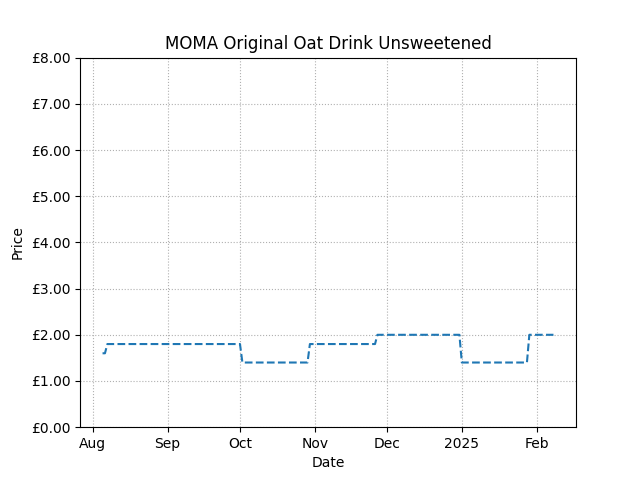 MOMA Original Oat Drink Unsweetened
£8.00
£7.00
£6.00
£5.00
£4.00
£3.00
£2.00
£1.00
£0.00
Price
Aug Sep Oct Nov Dec 2025 Feb
Date